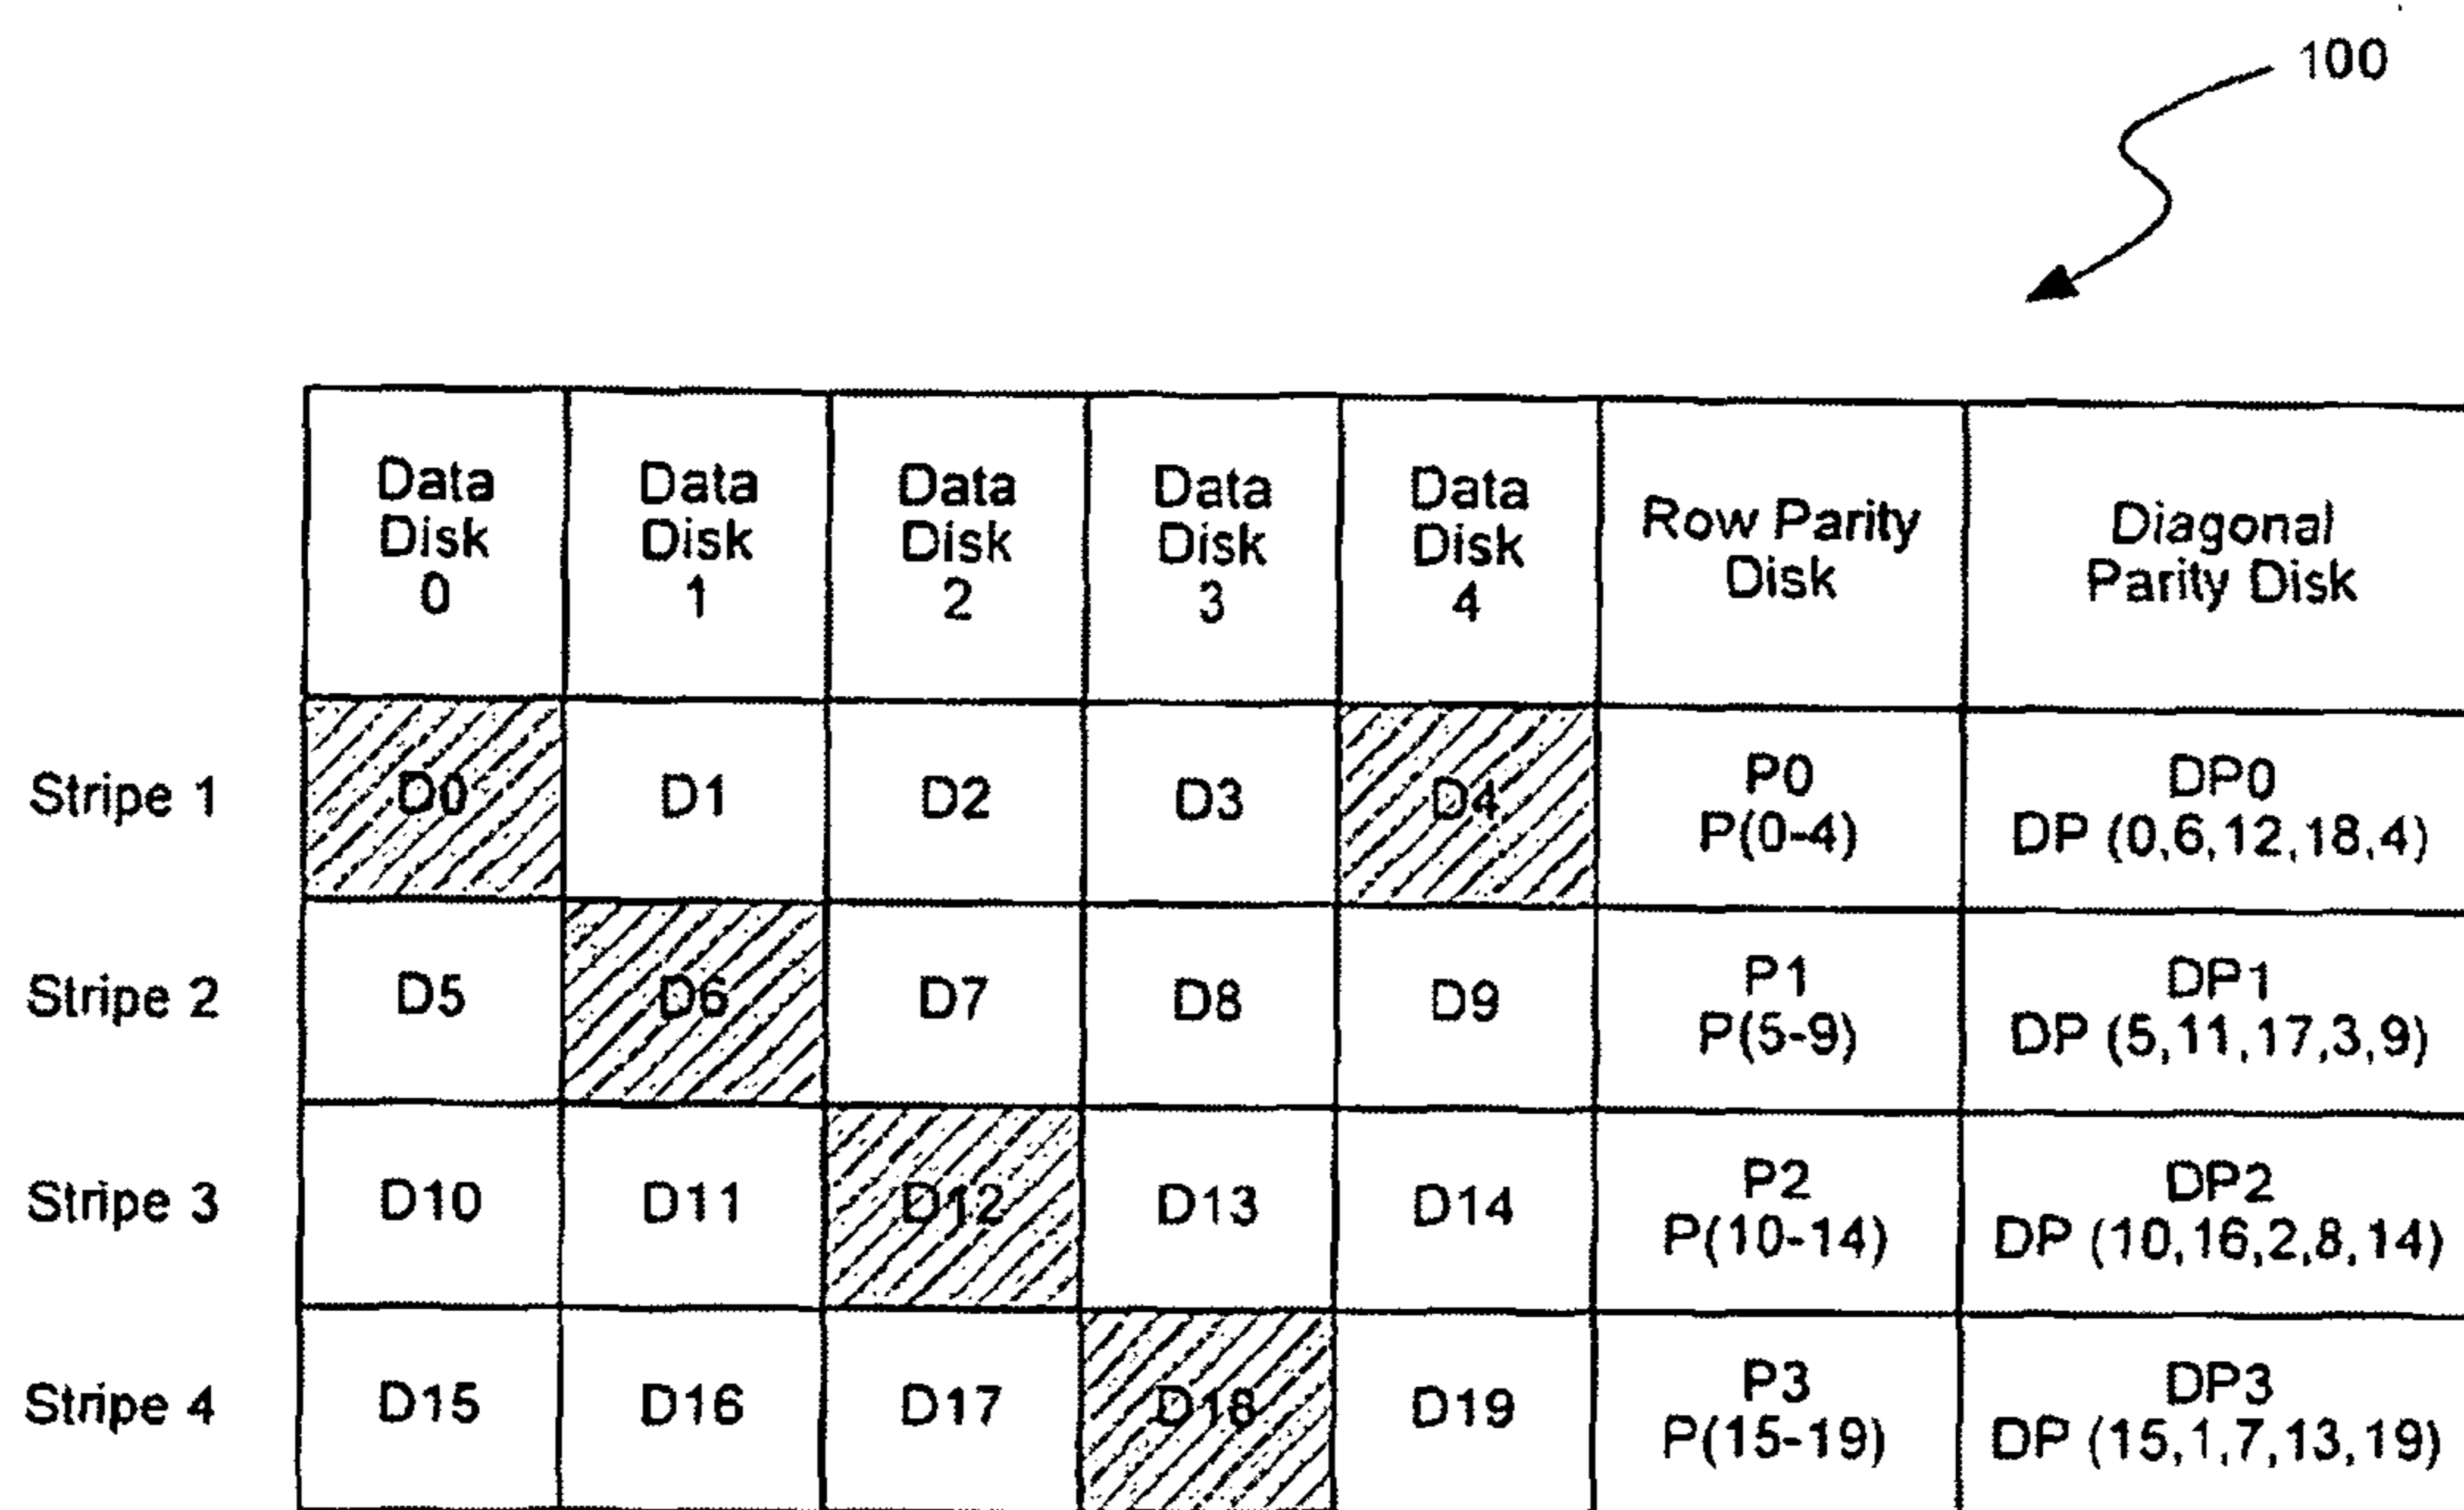 100
Data Disk 0
Data Disk 1
Data Disk 2
Data Disk 3
Data Disk 4
Row Parity Disk
Diagonal Parity Disk
Stripe 1
D0
D1
D2
D3
D4
P0
P(0-4)
DP0
DP (0,6,12,18,4)
Stripe 2
D5
D6
D7
D8
D9
P1
P(5-9)
DP1
DP (5,11,17,3,9)
Stripe 3
D10
D11
D12
D13
D14
P2
P(10-14)
DP2
DP (10,16,2,8,14)
Stripe 4
D15
D16
D17
D18
D19
P3
P(15-19)
DP3
DP (15,1,7,13,19)